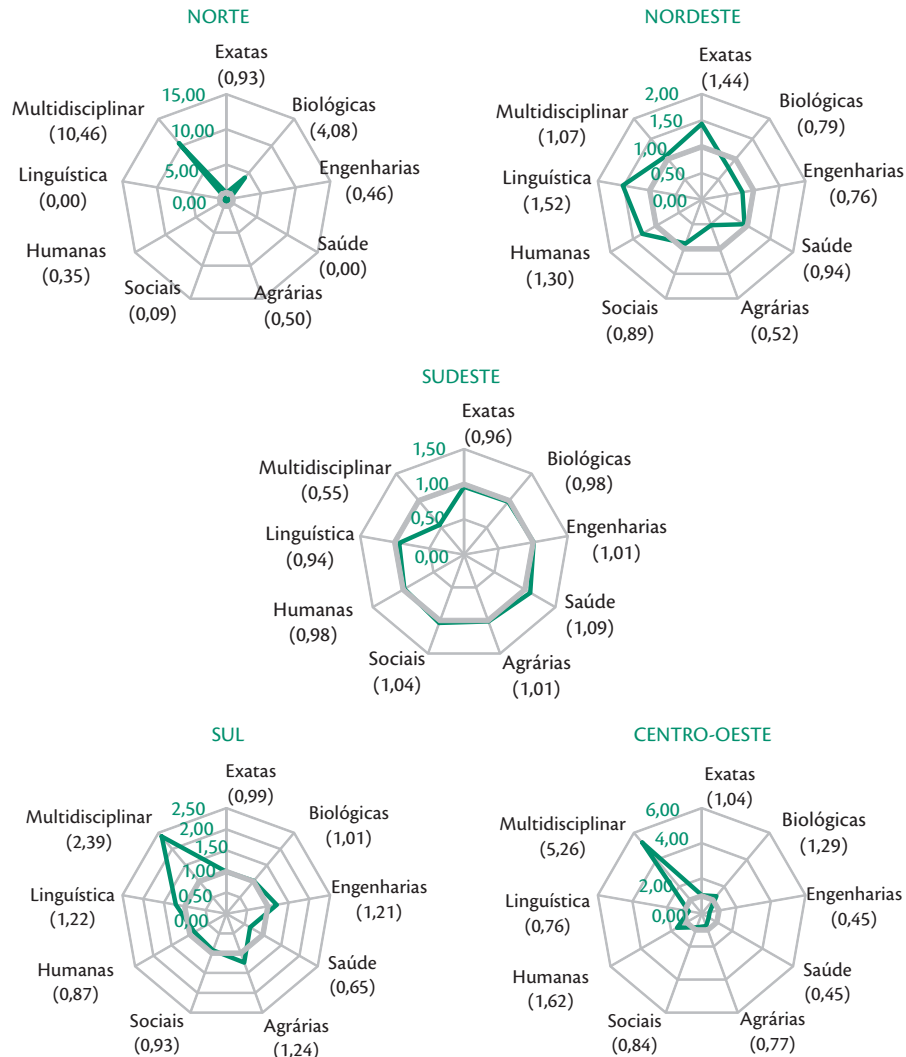 NORTE
Exatas
(0,93)
Biológicas
(4,08)
Engenharias
(0,46)
Saúde
(0,00)
Agrárias
(0,50)
Sociais
(0,09)
Humanas
(0,35)
Linguística
(0,00)
Multidisciplinar
(10,46)
15,00
10,00
5,00
0,00
NORDESTE
Exatas
(1,44)
Biológicas
(0,79)
Engenharias
(0,76)
Saúde
(0,94)
Agrárias
(0,52)
Sociais
(0,89)
Humanas
(1,30)
Linguística
(1,52)
Multidisciplinar
(1,07)
2,00
1,50
1,00
0,50
0,00
SUDESTE
Exatas
(0,96)
Biológicas
(0,98)
Engenharias
(1,01)
Saúde
(1,09)
Agrárias
(1,01)
Sociais
(1,04)
Humanas
(0,98)
Linguística
(0,94)
Multidisciplinar
(0,55)
1,50
1,00
0,50
0,00
SUL
Exatas
(0,99)
Biológicas
(1,01)
Engenharias
(1,21)
Saúde
(0,65)
Agrárias
(1,24)
Sociais
(0,93)
Humanas
(0,87)
Linguística
(1,22)
Multidisciplinar
(2,39)
2,50
2,00
1,50
1,00
0,50
0,00
CENTRO-OESTE
Exatas
(1,04)
Biológicas
(1,29)
Engenharias
(0,45)
Saúde
(0,45)
Agrárias
(0,77)
Sociais
(0,84)
Humanas
(1,62)
Linguística
(0,76)
Multidisciplinar
(5,26)
6,00
4,00
2,00
0,00